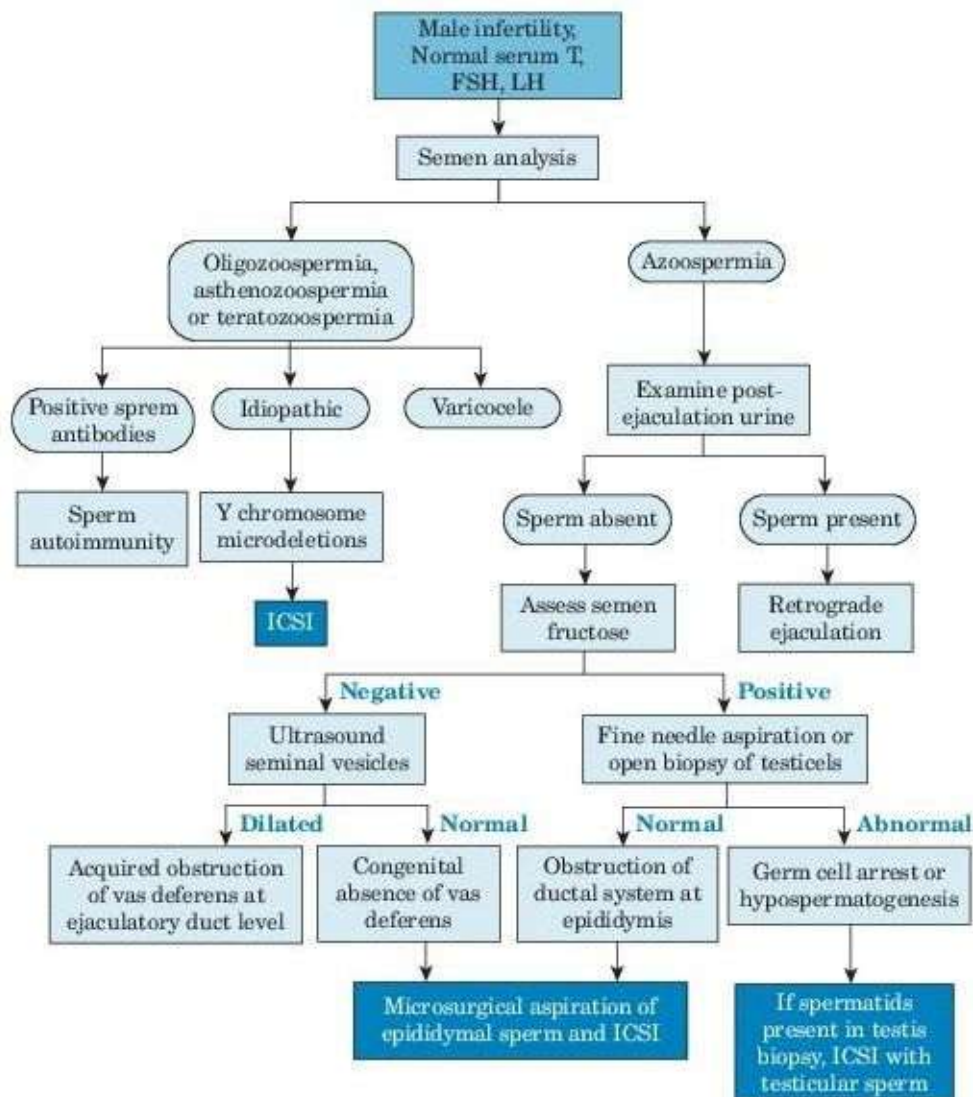 Male infertility,
Normal serum T,
FSH, LH
Semen analysis
Oligozoospermia,
asthenozoospermia
or teratozoospermia
Azoospermia
Positive sprem
antibodies
Idiopathic
Varicocele
Examine post-
ejaculation urine
Sperm
autoimmunity
Y chromosome
microdeletions
Sperm absent
Sperm present
ICSI
Assess semen
fructose
Retrograde
ejaculation
Negative
Positive
Ultrasound
seminal vesicles
Fine needle aspiration or
open biopsy of testicels
Dilated
Normal
Normal
Abnormal
Acquired obstruction
of vas deferens at
ejaculatory duct level
Congenital
absence of vas
deferens
Obstruction of
ductal system at
epididymis
Germ cell arrest or
hypospermatogenesis
Microsurgical aspiration of
epididymal sperm and ICSI
If spermatids
present in testis
biopsy, ICSI with
testicular sperm